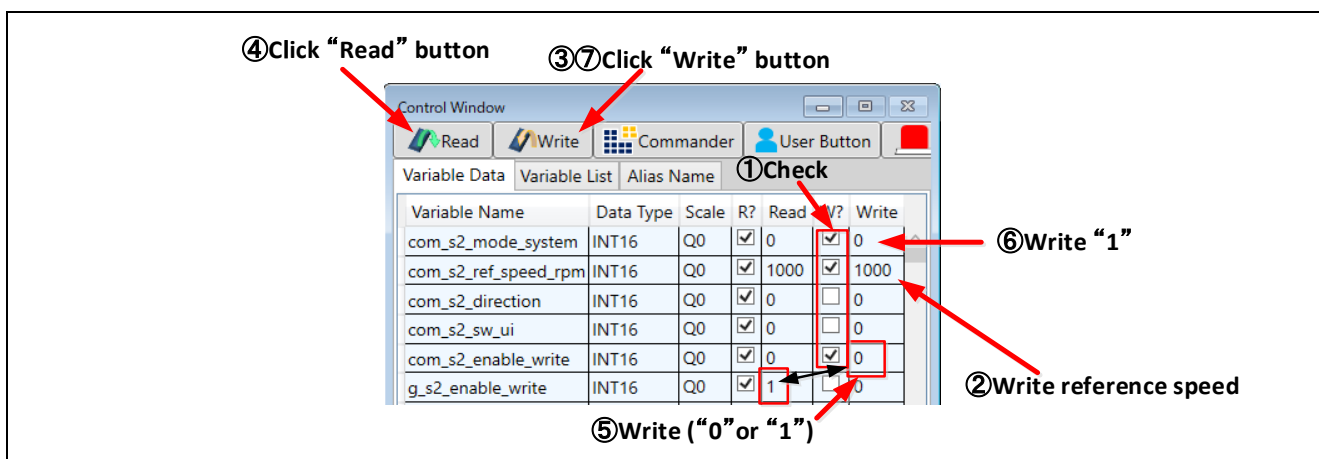 ④Click “Read” button
③⑦Click “Write” button
Control Window
Read Write Commander User Button
Variable Data Variable List Alias Name
①Check
Variable Name Data Type Scale R? Read W? Write
com_s2_mode_system INT16 Q0 0 0
⑥Write “1”
com_s2_ref_speed_rpm INT16 Q0 1000 1000
com_s2_direction INT16 Q0 0 0
com_s2_sw_ui INT16 Q0 0 0
com_s2_enable_write INT16 Q0 0 0
g_s2_enable_write INT16 Q0 1 0
②Write reference speed
⑤Write (“0”or “1”)